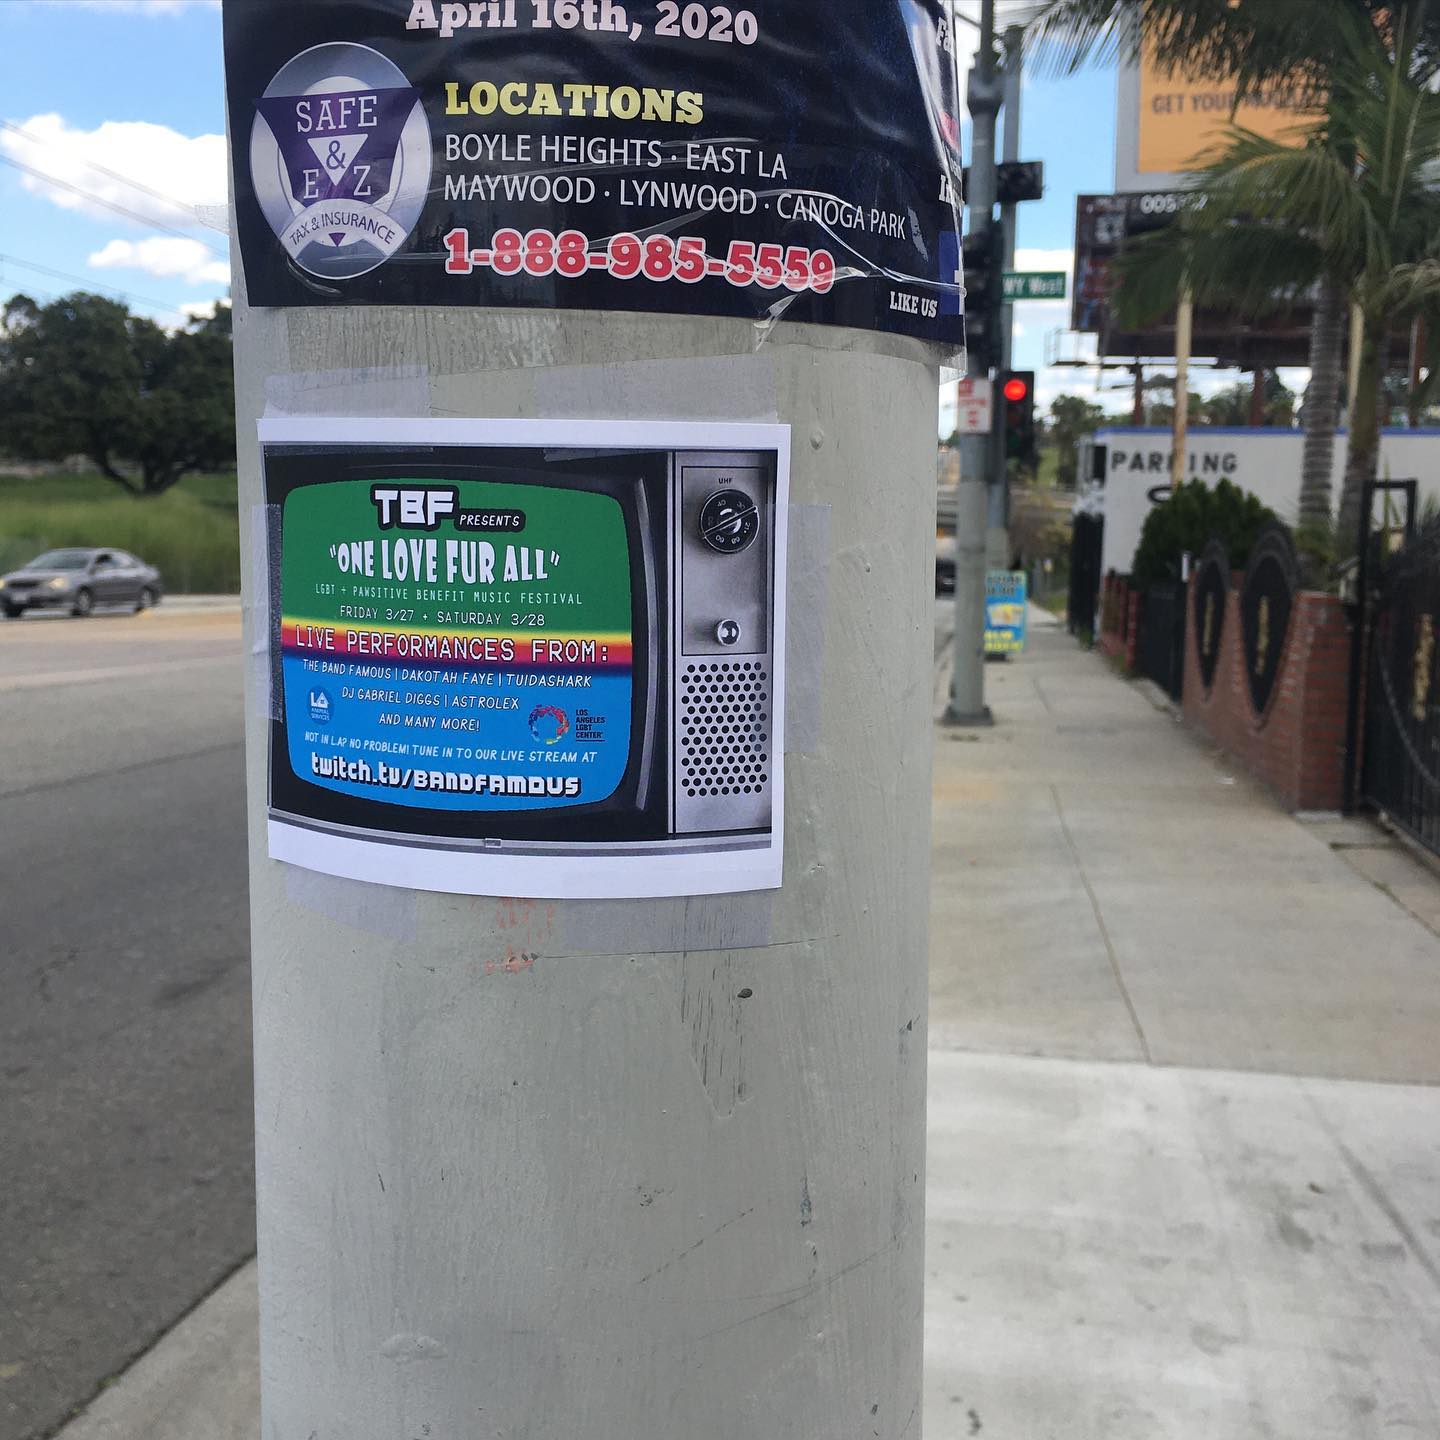 April 16th, 2020
SAFE
&
E Z
TAX & INSURANCE
LOCATIONS
BOYLE HEIGHTS · EAST LA
MAYWOOD · LYNWOOD · CANOGA PARK
1-888-985-5559
LIKE US
TBF PRESENTS
"ONE LOVE FUR ALL"
LGBT + PAWSITIVE BENEFIT MUSIC FESTIVAL
FRIDAY 3/27 + SATURDAY 3/28
LIVE PERFORMANCES FROM:
THE BAND FAMOUS | DAKOTAH FAYE | TUIDASHARK
DJ GABRIEL DIGGS | ASTROLEX
AND MANY MORE!
LA
ANIMAL
SERVICES
LOS
ANGELES
LGBT
CENTER
NOT IN LA? NO PROBLEM! TUNE IN TO OUR LIVE STREAM AT
twitch.tv/BANDFAMOUS
UHF
GET YOUR
West
PARKING